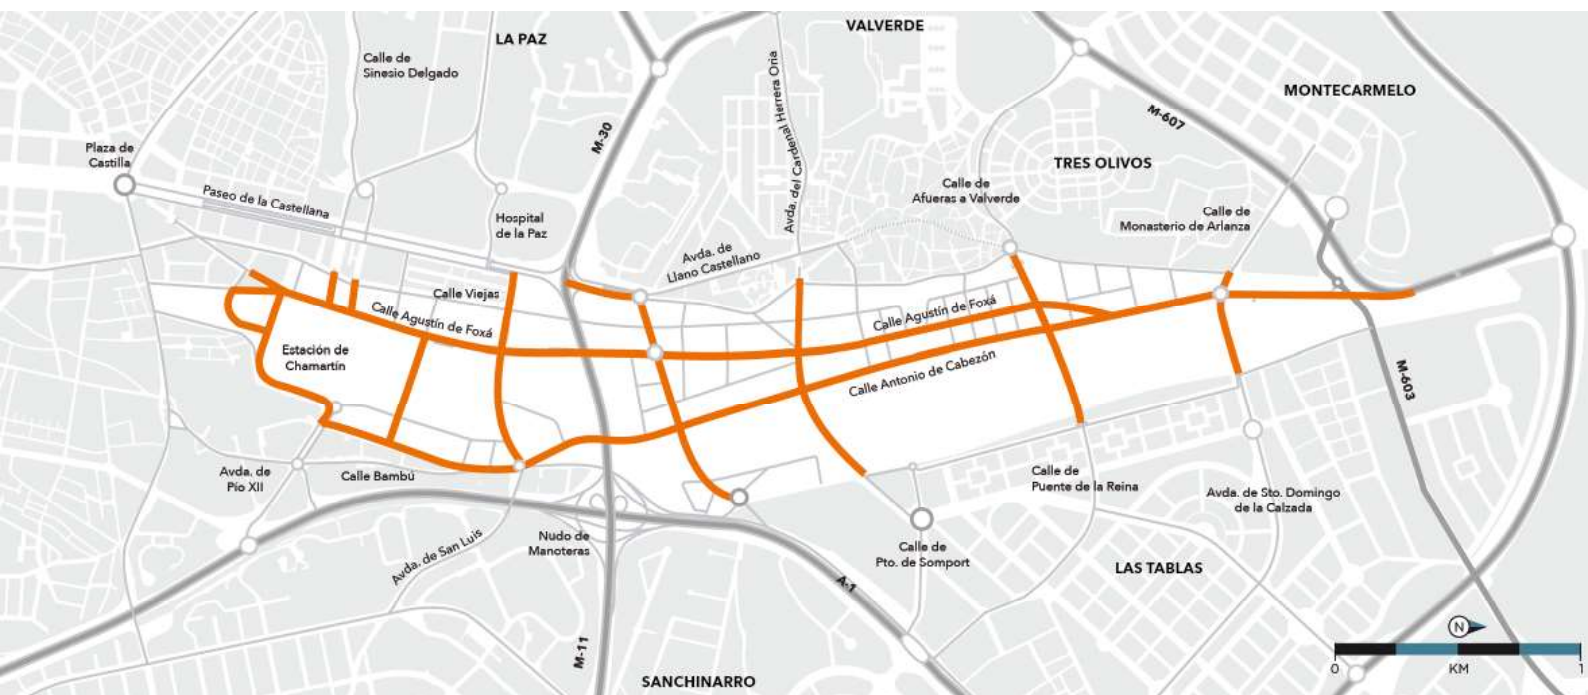 VALVERDE
LA PAZ
Calle de
Sinesio Delgado
MONTECARMELO
M-30
M-607
Avda. del Cardenal Herrera Oria
Plaza de
Castilla
TRES OLIVOS
Paseo de la Castellana
Calle de
Afueras a Valverde
Hospital
de la Paz
Calle de
Monasterio de Arlanza
Avda. de
Llano Castellano
Calle Viejas
Calle Agustín de Foxá
Calle Agustín de Foxá
Estación de
Chamartín
Calle Antonio de Cabezón
M-603
Avda. de
Pío XII
Calle Bambú
Calle de
Puente de la Reina
Avda. de Sto. Domingo
de la Calzada
Avda. de San Luis
Nudo de
Manoteras
Calle de
Pto. de Somport
LAS TABLAS
A-1
M-11
SANCHINARRO
N
0
KM
1